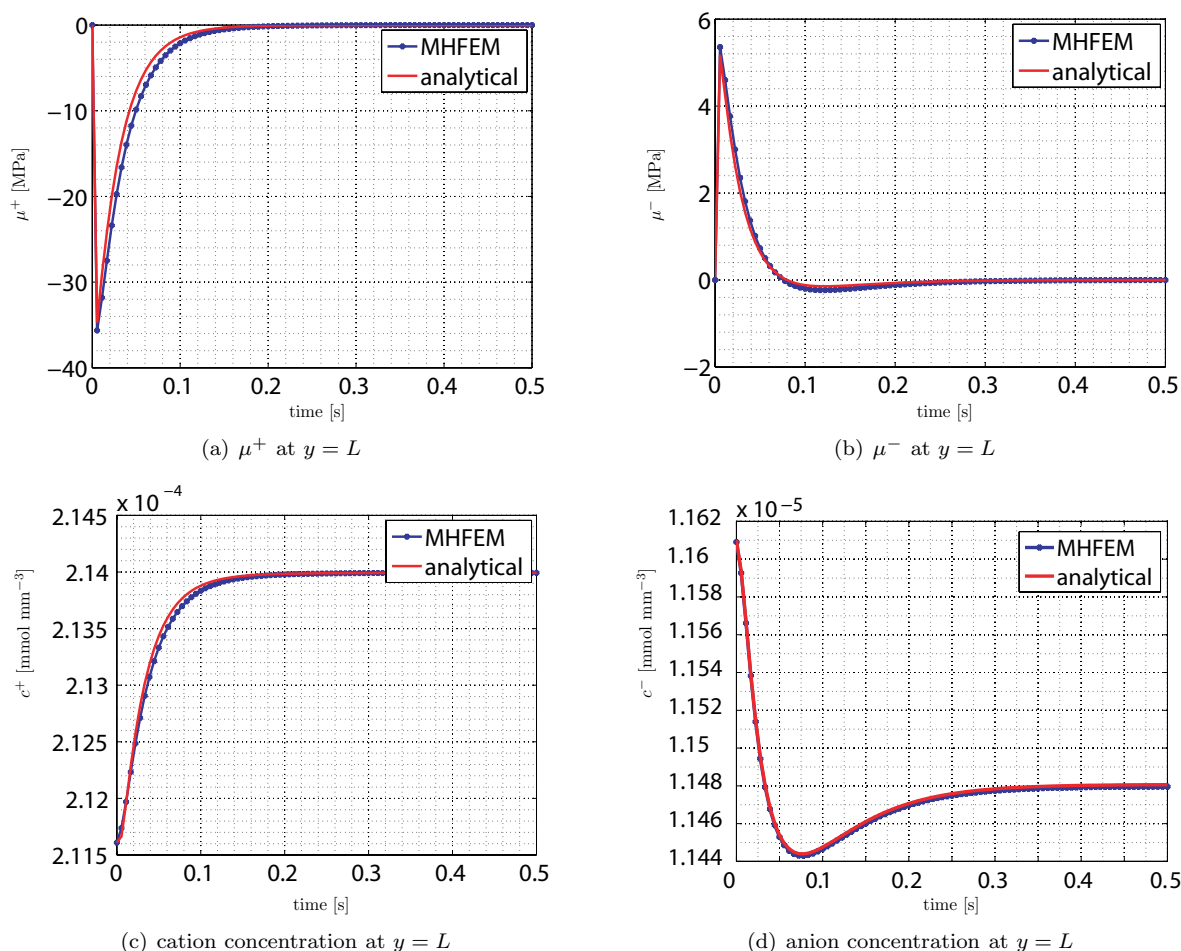 0
−10
−20
−30
−40
μ⁺ [MPa]
MHFEM
analytical
0 0.1 0.2 0.3 0.4 0.5
time [s]
(a) μ⁺ at y = L
6
4
2
0
−2
μ⁻ [MPa]
MHFEM
analytical
0 0.1 0.2 0.3 0.4 0.5
time [s]
(b) μ⁻ at y = L
x 10⁻⁴
2.145
2.14
2.135
2.13
2.125
2.12
2.115
c⁺ [mmol mm⁻³]
MHFEM
analytical
0 0.1 0.2 0.3 0.4 0.5
time [s]
(c) cation concentration at y = L
x 10⁻⁵
1.162
1.16
1.158
1.156
1.154
1.152
1.15
1.148
1.146
1.144
c⁻ [mmol mm⁻³]
MHFEM
analytical
0 0.1 0.2 0.3 0.4 0.5
time [s]
(d) anion concentration at y = L